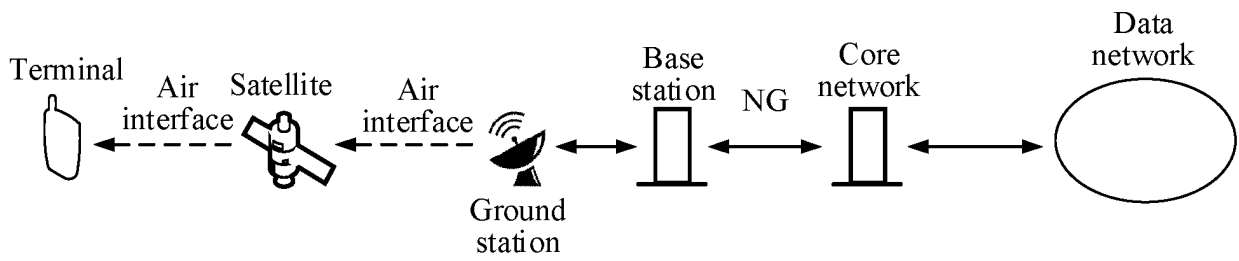 Terminal
Air
interface
Satellite
Air
interface
Ground
station
Base
station
NG
Core
network
Data
network